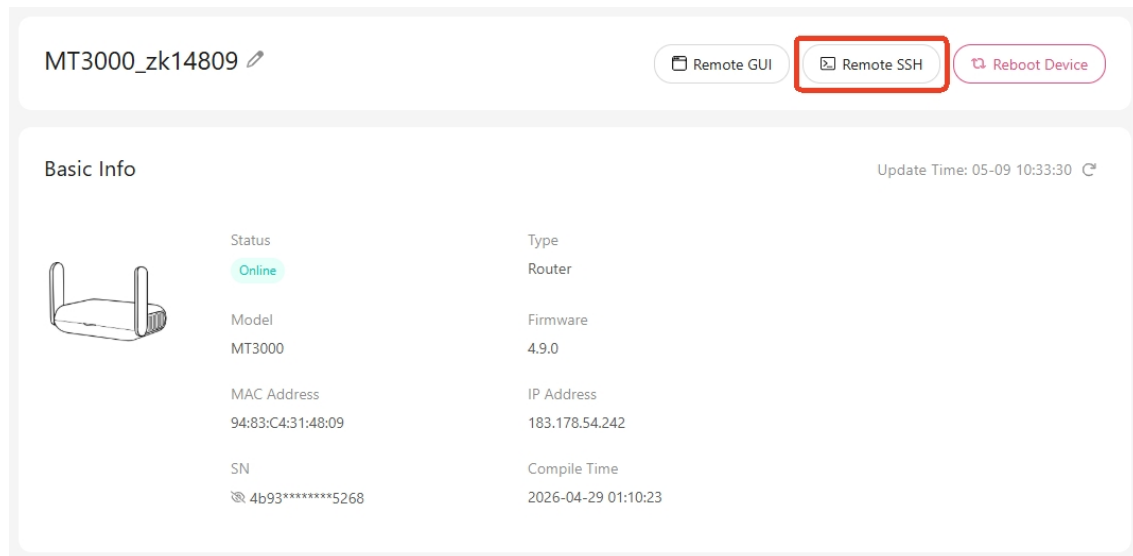 MT3000_zk14809
Remote GUI
Remote SSH
Reboot Device
Basic Info
Update Time: 05-09 10:33:30
Status
Type
Online
Router
Model
Firmware
MT3000
4.9.0
MAC Address
IP Address
94:83:C4:31:48:09
183.178.54.242
SN
Compile Time
4b93********5268
2026-04-29 01:10:23